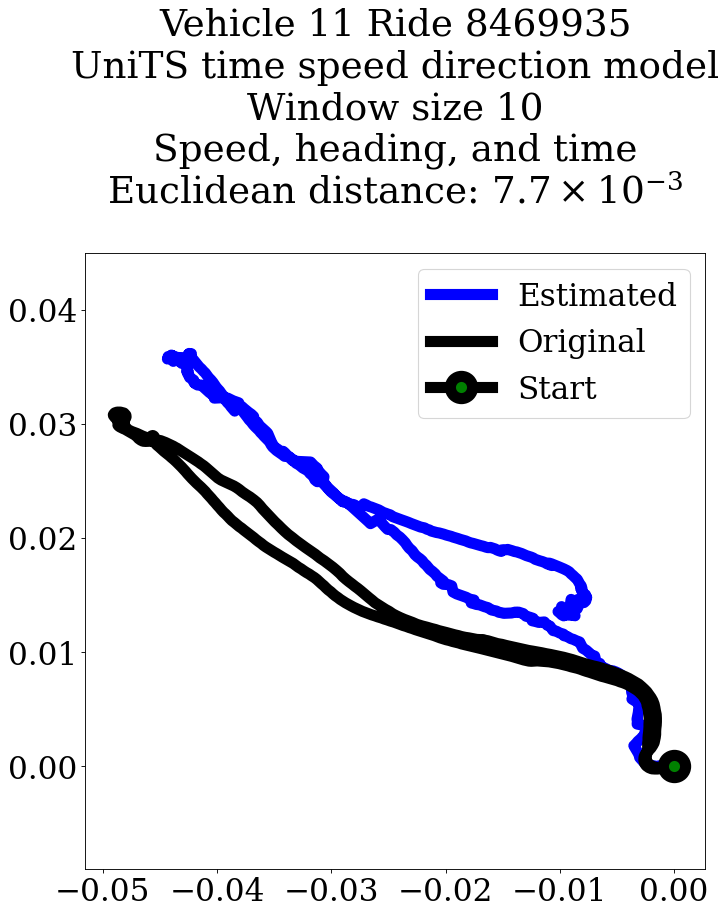 Vehicle 11 Ride 8469935
UniTS time speed direction model
Window size 10
Speed, heading, and time
Euclidean distance: $7.7 \times 10^{-3}$
Estimated
Original
Start
0.04
0.03
0.02
0.01
0.00
−0.05 −0.04 −0.03 −0.02 −0.01 0.00